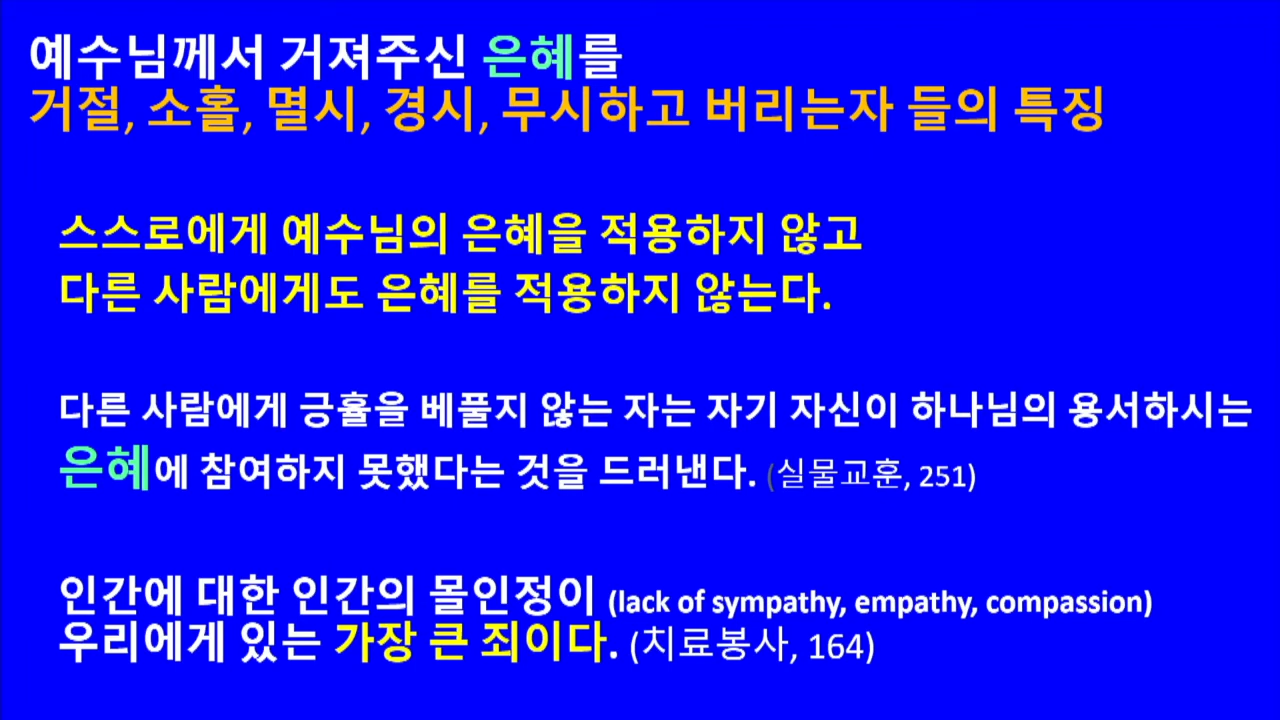 예수님께서 거져주신 은혜를
거절, 소홀, 멸시, 경시, 무시하고 버리는자 들의 특징
스스로에게 예수님의 은혜을 적용하지 않고
다른 사람에게도 은혜를 적용하지 않는다.
다른 사람에게 긍휼을 베풀지 않는 자는 자기 자신이 하나님의 용서하시는
은혜에 참여하지 못했다는 것을 드러낸다. (실물교훈, 251)
인간에 대한 인간의 몰인정이 (lack of sympathy, empathy, compassion)
우리에게 있는 가장 큰 죄이다. (치료봉사, 164)